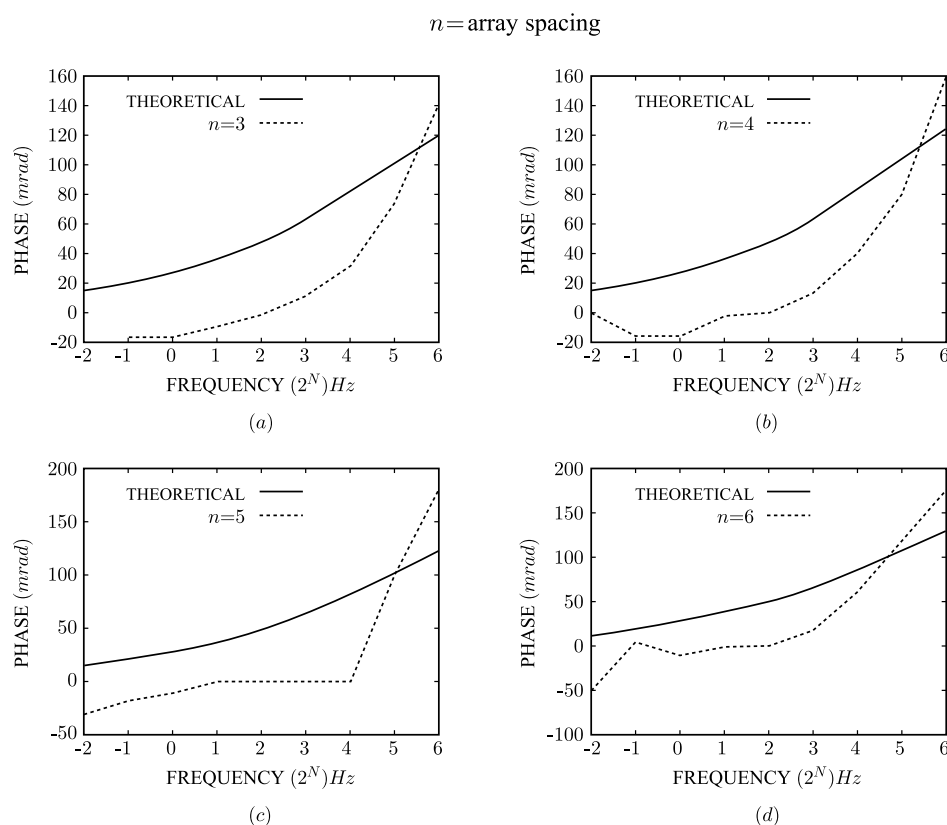 n=array spacing
160
140
120
100
80
60
40
20
0
-20
PHASE (mrad)
THEORETICAL
n=3
-2 -1 0 1 2 3 4 5 6
FREQUENCY (2^N)Hz
(a)
160
140
120
100
80
60
40
20
0
-20
PHASE (mrad)
THEORETICAL
n=4
-2 -1 0 1 2 3 4 5 6
FREQUENCY (2^N)Hz
(b)
200
150
100
50
0
-50
PHASE (mrad)
THEORETICAL
n=5
-2 -1 0 1 2 3 4 5 6
FREQUENCY (2^N)Hz
(c)
200
150
100
50
0
-50
-100
PHASE (mrad)
THEORETICAL
n=6
-2 -1 0 1 2 3 4 5 6
FREQUENCY (2^N)Hz
(d)